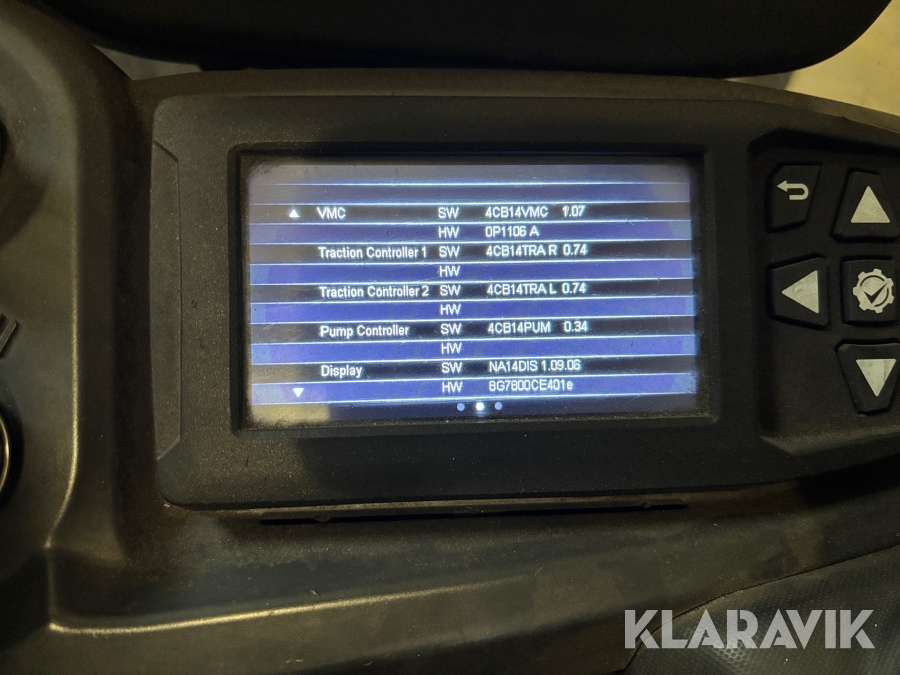 VMC SW 4CB14VMC 1.07
HW 0P1106 A
Traction Controller 1 SW 4CB14TRA R 0.74
HW
Traction Controller 2 SW 4CB14TRA L 0.74
HW
Pump Controller SW 4CB14PUM 0.34
HW
Display SW NA14DIS 1.09.06
HW BG7800CE401e
KLARAVIK